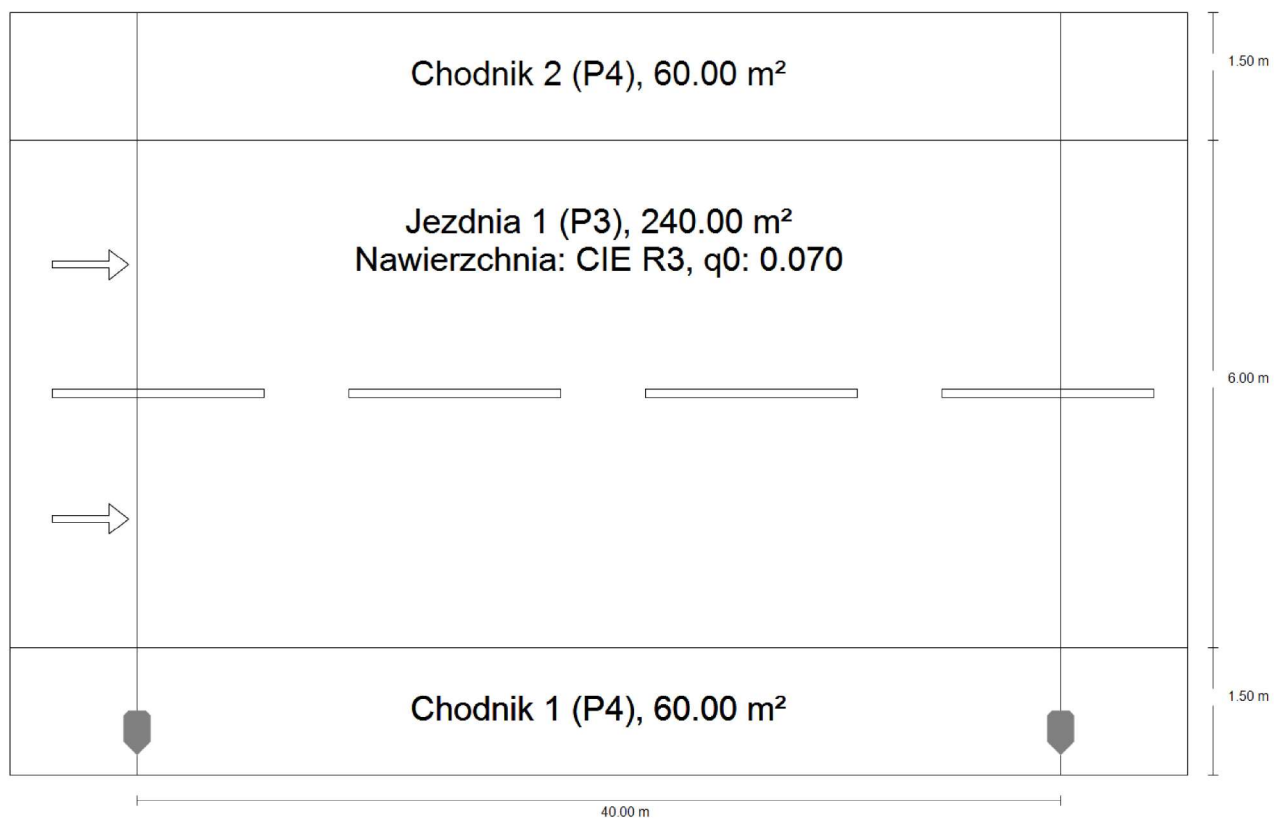 Chodnik 2 (P4), 60.00 m²
1.50 m
Jezdnia 1 (P3), 240.00 m²
Nawierzchnia: CIE R3, q0: 0.070
6.00 m
Chodnik 1 (P4), 60.00 m²
1.50 m
40.00 m